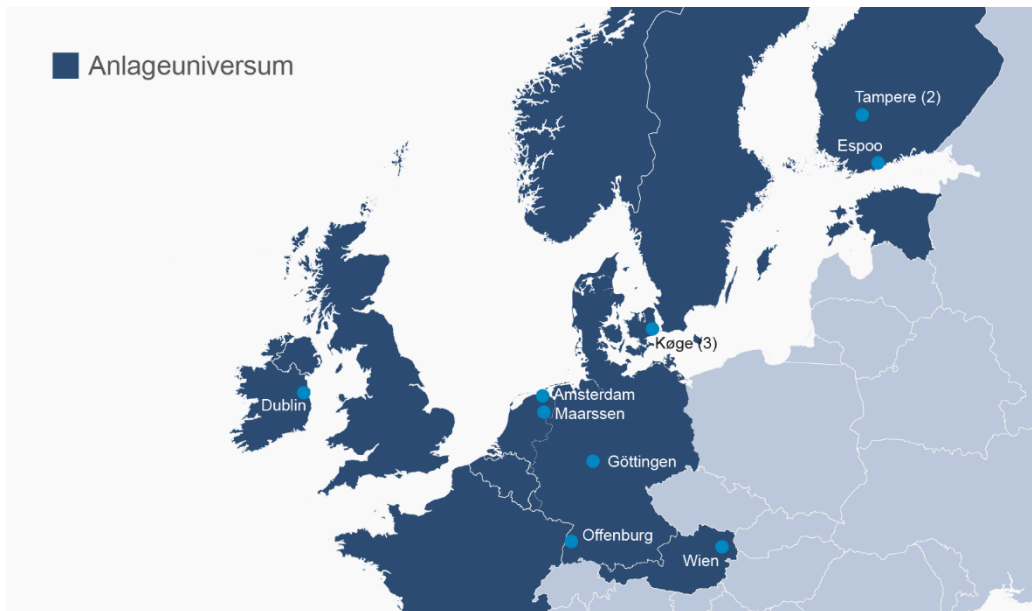 Anlageuniversum
Tampere (2)
Espoo
Køge (3)
Amsterdam
Dublin
Maarssen
Göttingen
Offenburg
Wien